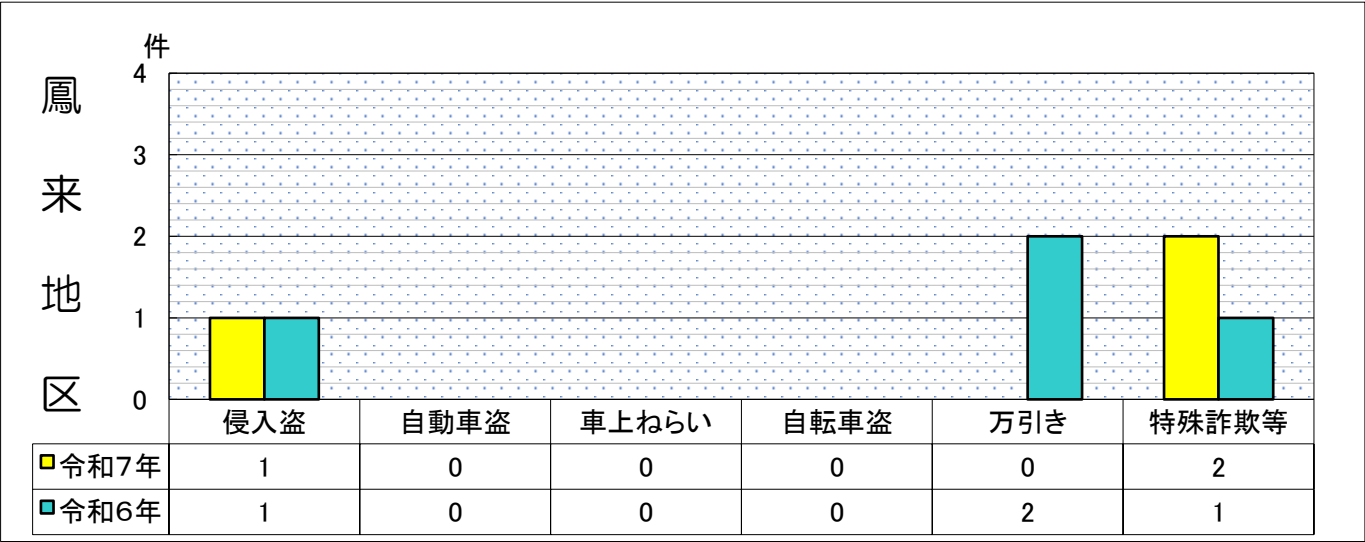 鳳来地区
件
4
3
2
1
0
侵入盗 自動車盗 車上ねらい 自転車盗 万引き 特殊詐欺等
令和7年 1 0 0 0 0 2
令和6年 1 0 0 0 2 1